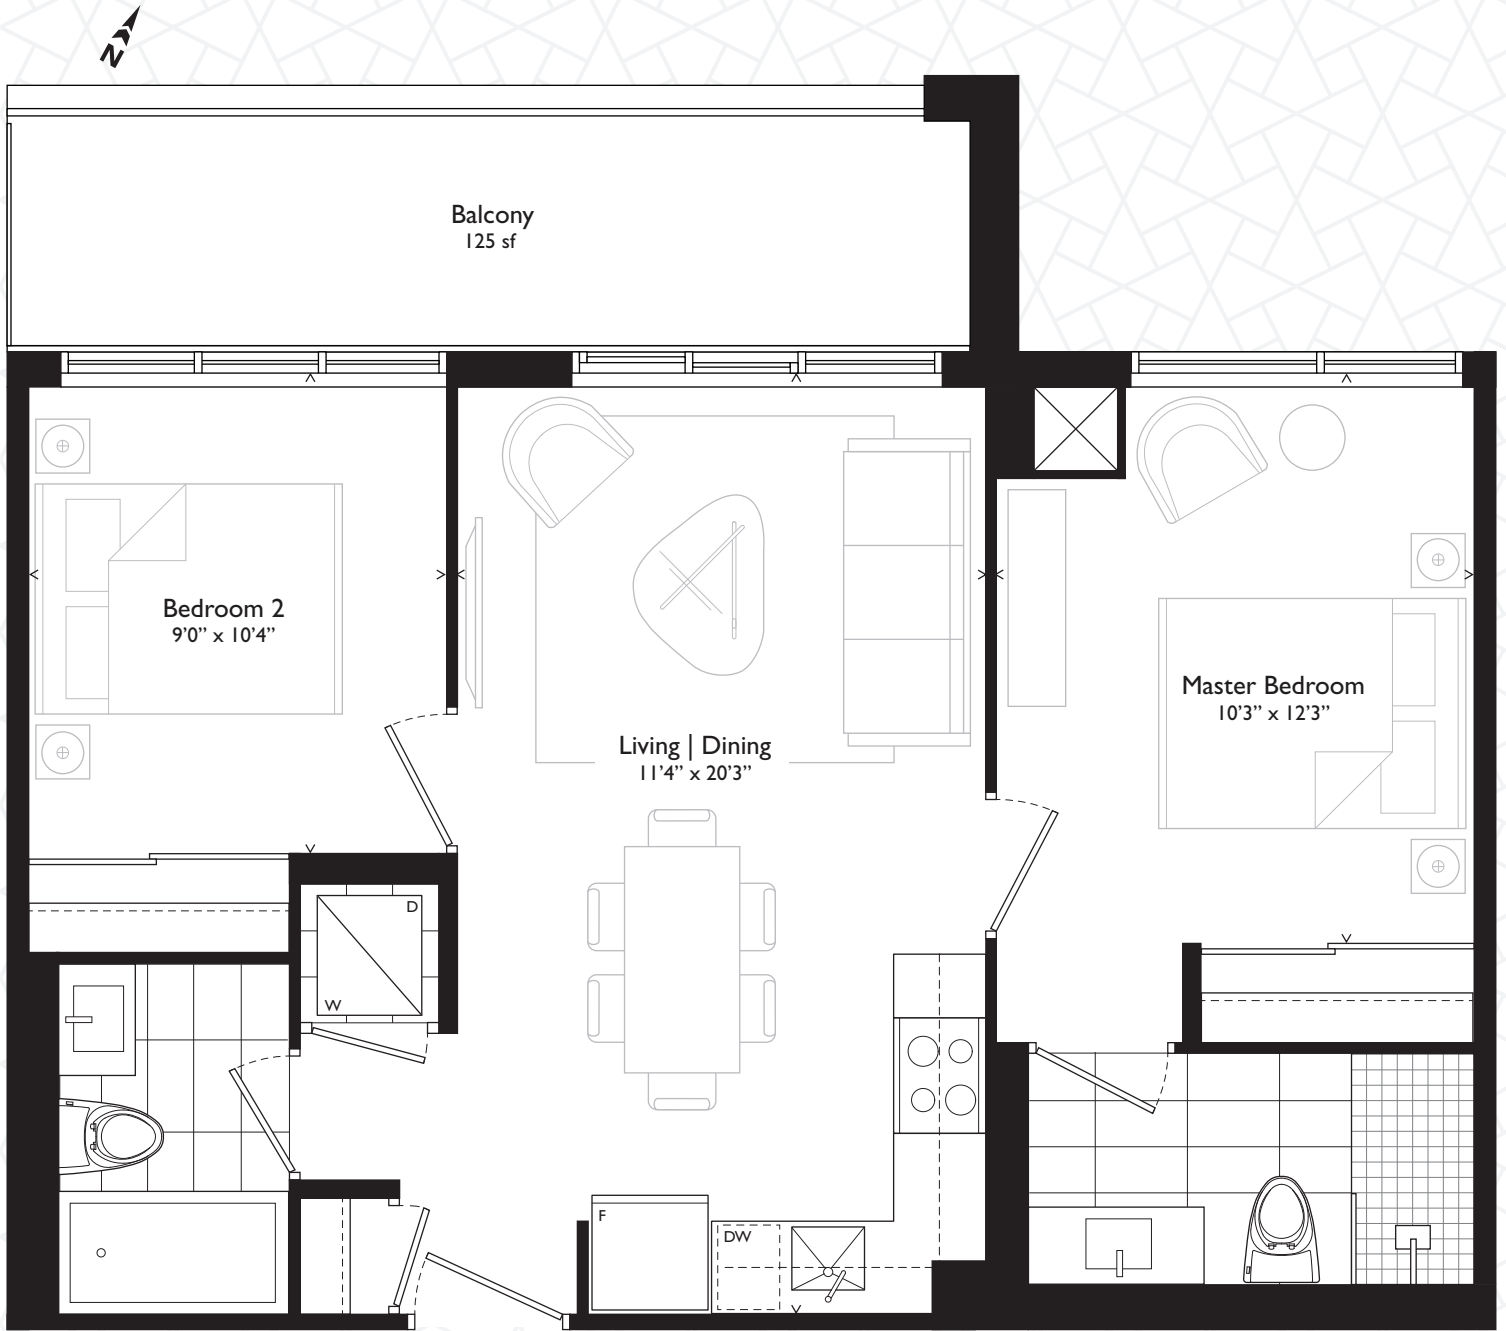 N
Balcony
125 sf
Bedroom 2
9’0” x 10’4”
Master Bedroom
10’3” x 12’3”
Living | Dining
11’4” x 20’3”
D
W
F
DW